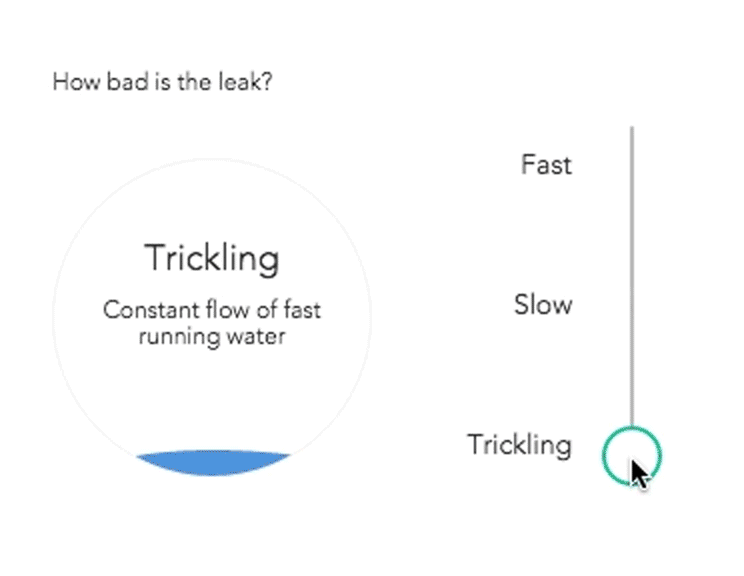 How bad is the leak?
Trickling
Constant flow of fast
running water
Fast
Slow
Trickling